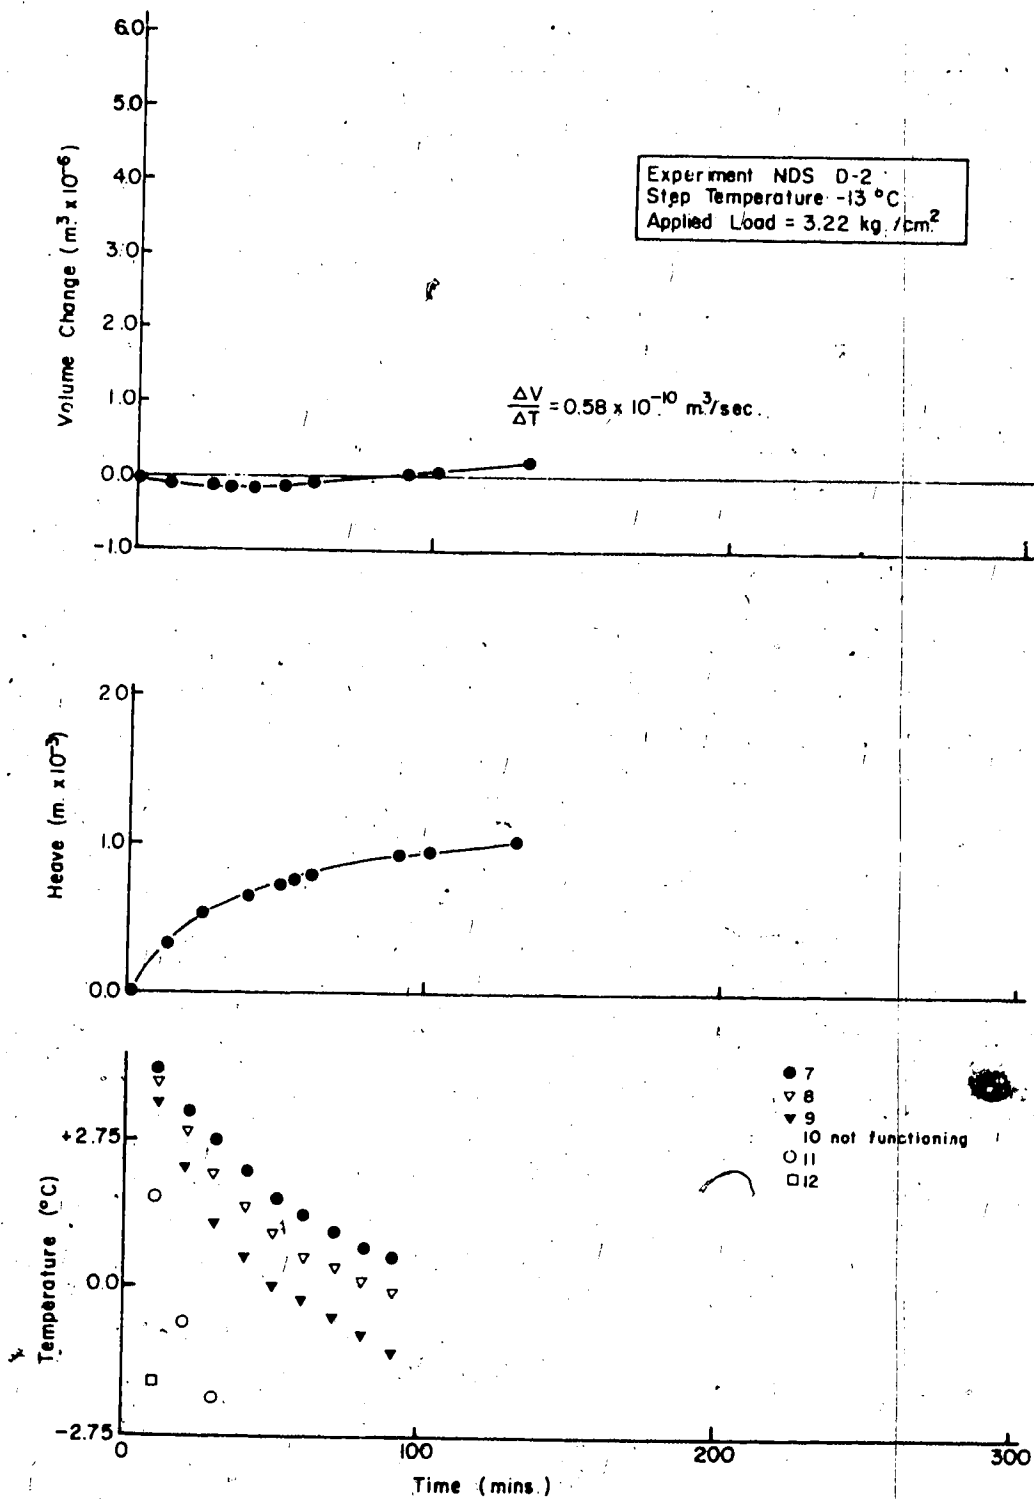 6.0
5.0
4.0
3.0
2.0
1.0
0.0
-1.0
Volume Change (m³ x 10⁻⁶)
Experiment NDS D-2
Step Temperature -13 °C
Applied Load = 3.22 kg./cm²
ΔV/ΔT = 0.58 x 10⁻¹⁰ m³/sec.
2.0
1.0
0.0
Heave (m. x 10⁻³)
+2.75
0.0
-2.75
Temperature (°C)
● 7
▽ 8
▼ 9
10 not functioning
○ 11
□ 12
0 100 200 300
Time (mins.)